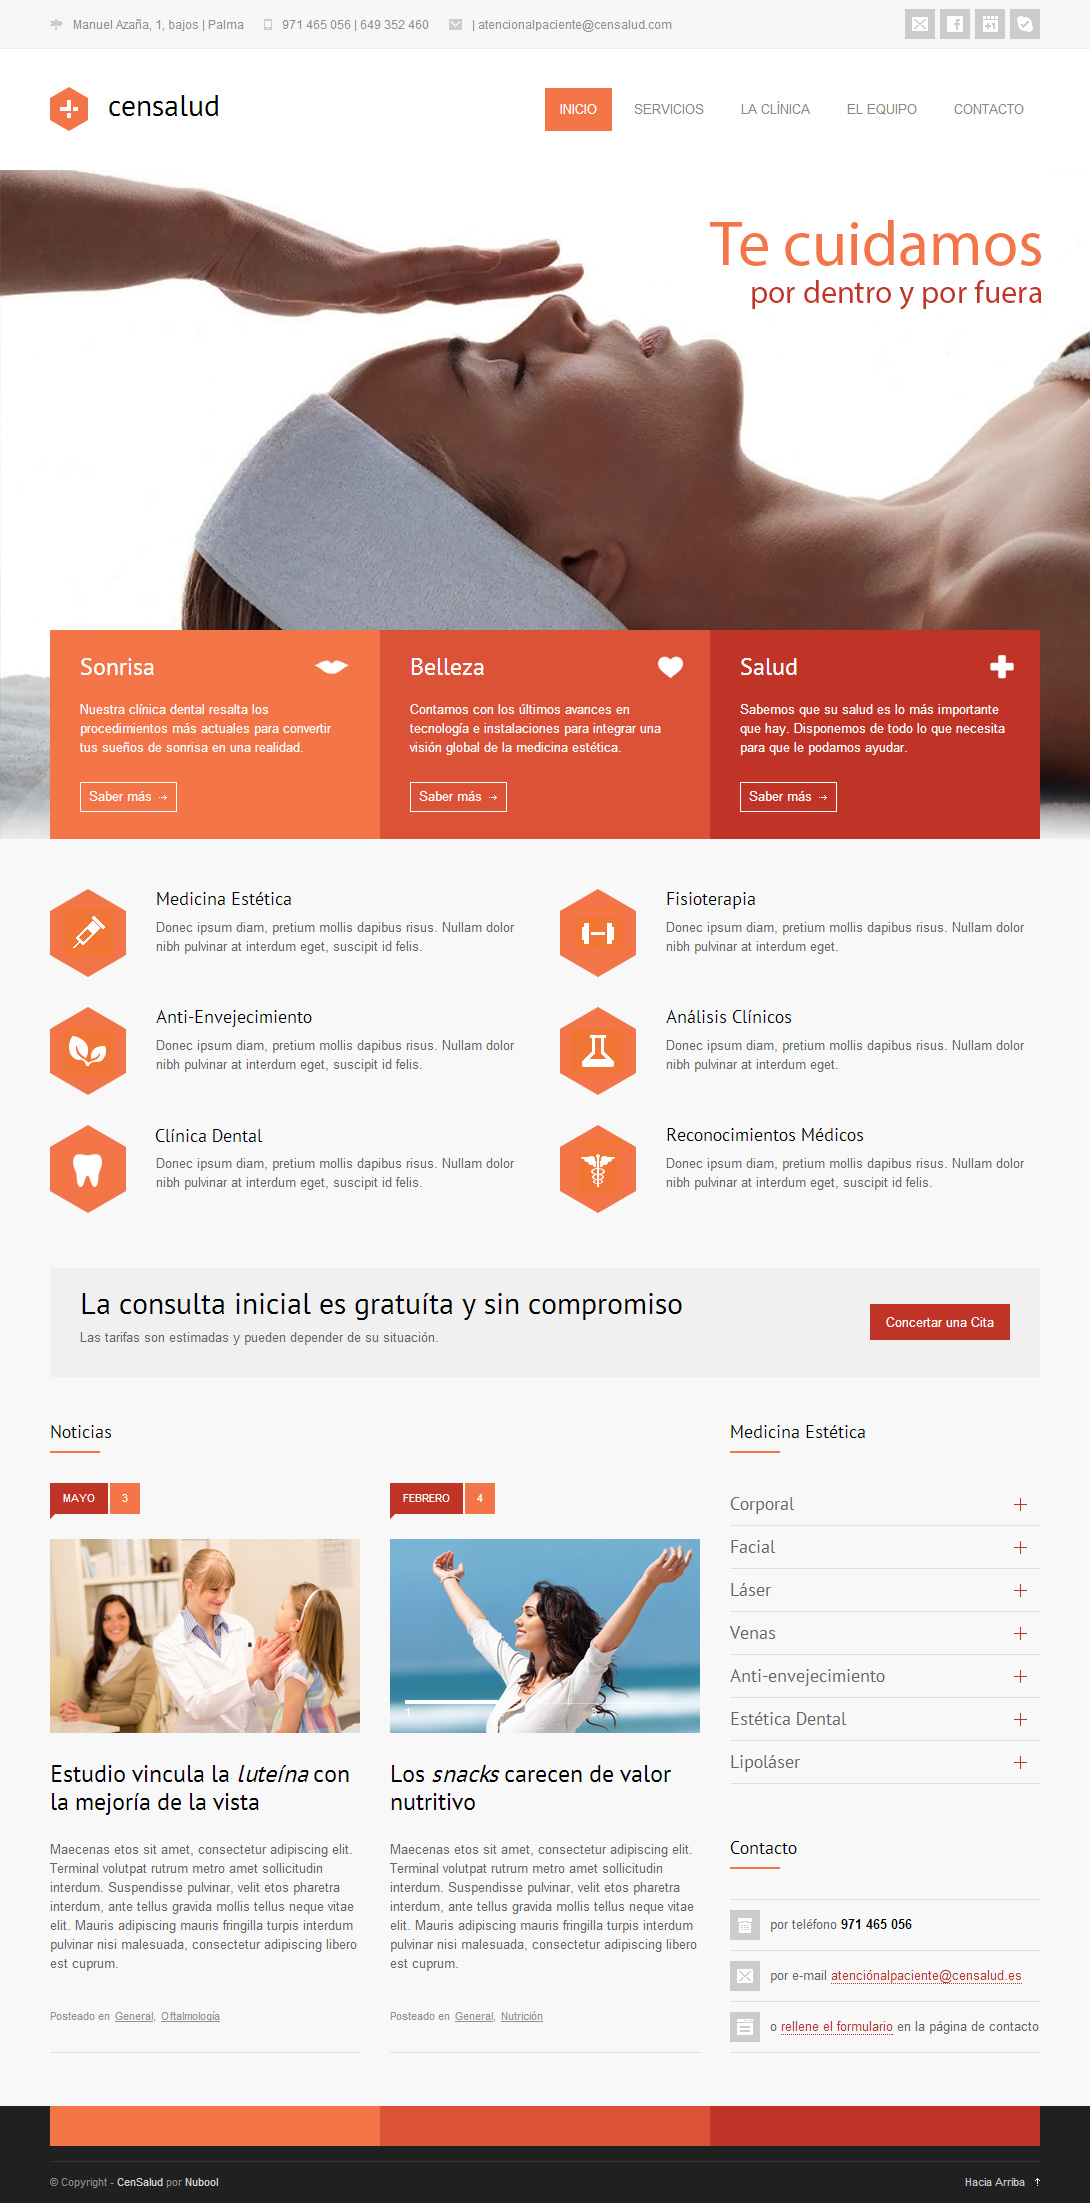 Manuel Azaña, 1, bajos | Palma
971 465 056 | 649 352 460
| atencionalpaciente@censalud.com
censalud
INICIO
SERVICIOS
LA CLÍNICA
EL EQUIPO
CONTACTO
Te cuidamos
por dentro y por fuera
Sonrisa
Nuestra clínica dental resalta los
procedimientos más actuales para convertir
tus sueños de sonrisa en una realidad.
Saber más
Belleza
Contamos con los últimos avances en
tecnología e instalaciones para integrar una
visión global de la medicina estética.
Saber más
Salud
Sabemos que su salud es lo más importante
que hay. Disponemos de todo lo que necesita
para que le podamos ayudar.
Saber más
Medicina Estética
Donec ipsum diam, pretium mollis dapibus risus. Nullam dolor
nibh pulvinar at interdum eget, suscipit id felis.
Fisioterapia
Donec ipsum diam, pretium mollis dapibus risus. Nullam dolor
nibh pulvinar at interdum eget.
Anti-Envejecimiento
Donec ipsum diam, pretium mollis dapibus risus. Nullam dolor
nibh pulvinar at interdum eget, suscipit id felis.
Análisis Clínicos
Donec ipsum diam, pretium mollis dapibus risus. Nullam dolor
nibh pulvinar at interdum eget.
Clínica Dental
Donec ipsum diam, pretium mollis dapibus risus. Nullam dolor
nibh pulvinar at interdum eget, suscipit id felis.
Reconocimientos Médicos
Donec ipsum diam, pretium mollis dapibus risus. Nullam dolor
nibh pulvinar at interdum eget, suscipit id felis.
La consulta inicial es gratuíta y sin compromiso
Las tarifas son estimadas y pueden depender de su situación.
Concertar una Cita
Noticias
MAYO 3
Estudio vincula la luteína con
la mejoría de la vista
Maecenas etos sit amet, consectetur adipiscing elit.
Terminal volutpat rutrum metro amet sollicitudin
interdum. Suspendisse pulvinar, velit etos pharetra
interdum, ante tellus gravida mollis tellus neque vitae
elit. Mauris adipiscing mauris fringilla turpis interdum
pulvinar nisi malesuada, consectetur adipiscing libero
est cuprum.
Posteado en General, Oftalmología
FEBRERO 4
1
2
Los snacks carecen de valor
nutritivo
Maecenas etos sit amet, consectetur adipiscing elit.
Terminal volutpat rutrum metro amet sollicitudin
interdum. Suspendisse pulvinar, velit etos pharetra
interdum, ante tellus gravida mollis tellus neque vitae
elit. Mauris adipiscing mauris fringilla turpis interdum
pulvinar nisi malesuada, consectetur adipiscing libero
est cuprum.
Posteado en General, Nutrición
Medicina Estética
Corporal
Facial
Láser
Venas
Anti-envejecimiento
Estética Dental
Lipoláser
Contacto
por teléfono 971 465 056
por e-mail atenciónalpaciente@censalud.es
o rellene el formulario en la página de contacto
© Copyright - CenSalud por Nubool
Hacia Arriba